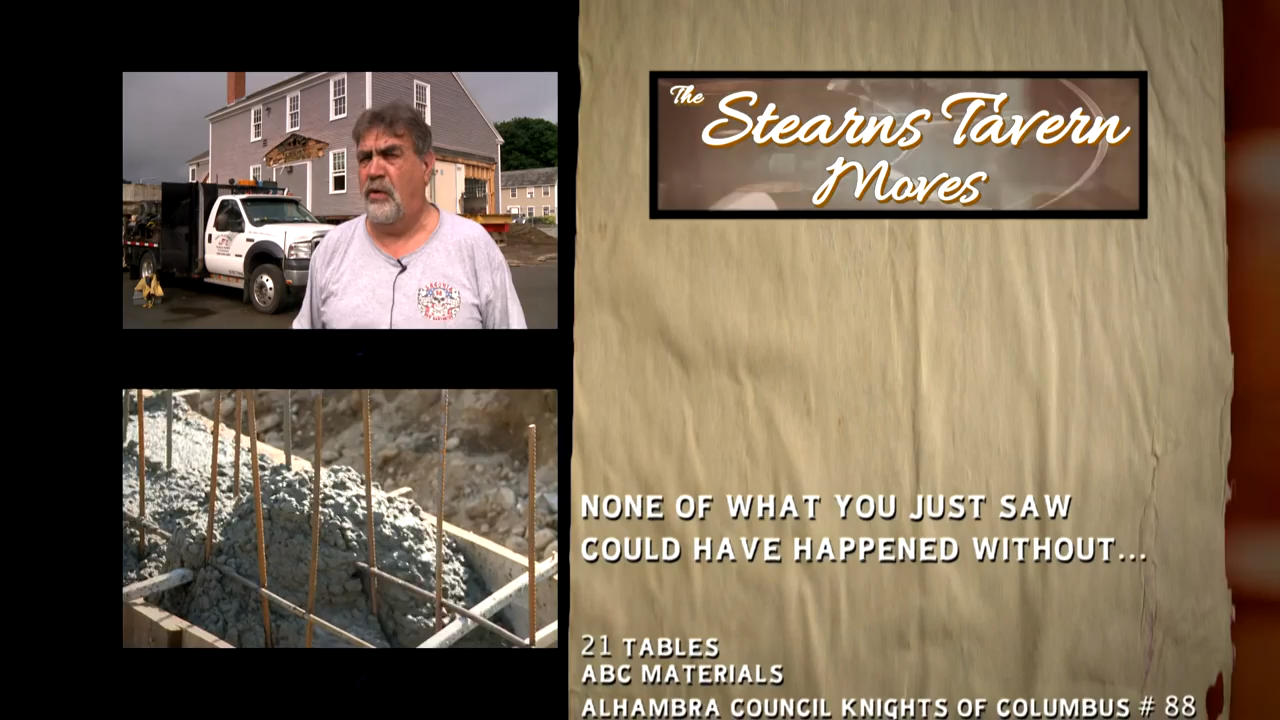 The
Stearns Tavern
Moves
NONE OF WHAT YOU JUST SAW
COULD HAVE HAPPENED WITHOUT...
21 TABLES
ABC MATERIALS
ALHAMBRA COUNCIL KNIGHTS OF COLUMBUS # 88